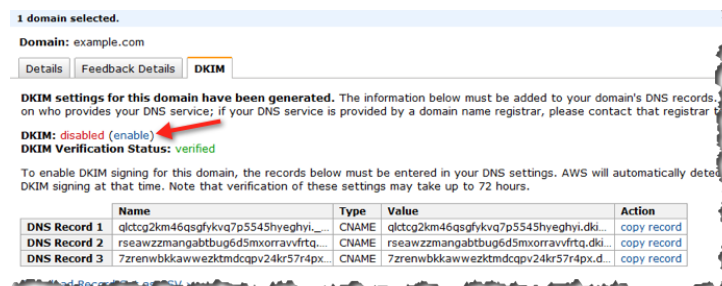 1 domain selected.
Domain: example.com
Details Feedback Details DKIM
DKIM settings for this domain have been generated. The information below must be added to your domain's DNS records.
on who provides your DNS service; if your DNS service is provided by a domain name registrar, please contact that registrar
DKIM: disabled (enable)
DKIM Verification Status: verified
To enable DKIM signing for this domain, the records below must be entered in your DNS settings. AWS will automatically
DKIM signing at that time. Note that verification of these settings may take up to 72 hours.
Name Type Value Action
DNS Record 1 qlctcg2km46qsgfykvq7p5545hyeghyi._... CNAME qlctcg2km46qsgfykvq7p5545hyeghyi.dki... copy record
DNS Record 2 rseawzzmangabtbug6d5mxorravvfrtq.... CNAME rseawzzmangabtbug6d5mxorravvfrtq.dki... copy record
DNS Record 3 7zrenwbkkawwezktmdcqpv24kr57r4px... CNAME 7zrenwbkkawwezktmdcqpv24kr57r4px.d... copy record